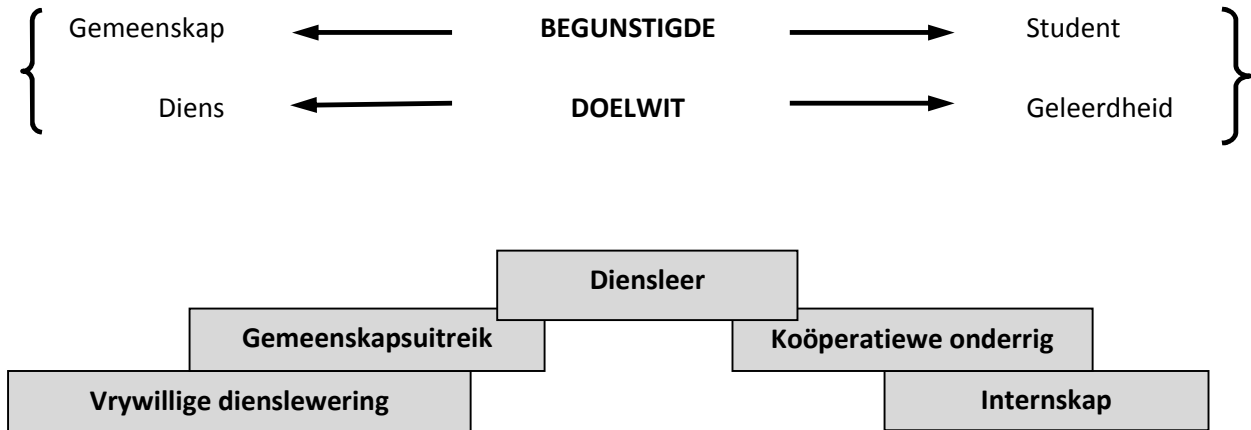 Gemeenskap BEGUNSTIGDE Student
Diens DOELWIT Geleerdheid
Diensleer
Gemeenskapsuitreik Koöperatiewe onderrig
Vrywillige dienslewering Internskap